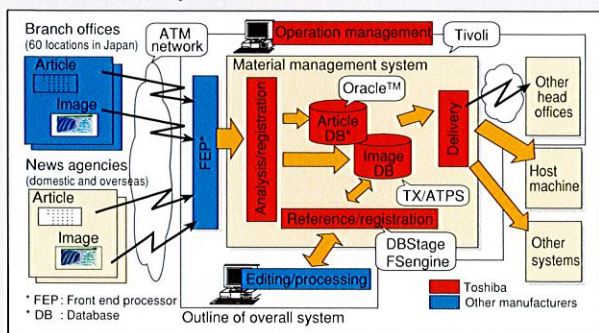 Branch offices
(60 locations in Japan)
Article
Image
News agencies
(domestic and overseas)
Article
Image
* FEP : Front end processor
* DB : Database
ATM
network
FEP*
Operation management
Tivoli
Material management system
Analysis/registration
Oracle™
Article
DB*
Image
DB
TX/ATPS
Reference/registration
DBStage
FSengine
Delivery
Other
head
offices
Host
machine
Other
systems
Editing/processing
Outline of overall system
Toshiba
Other manufacturers